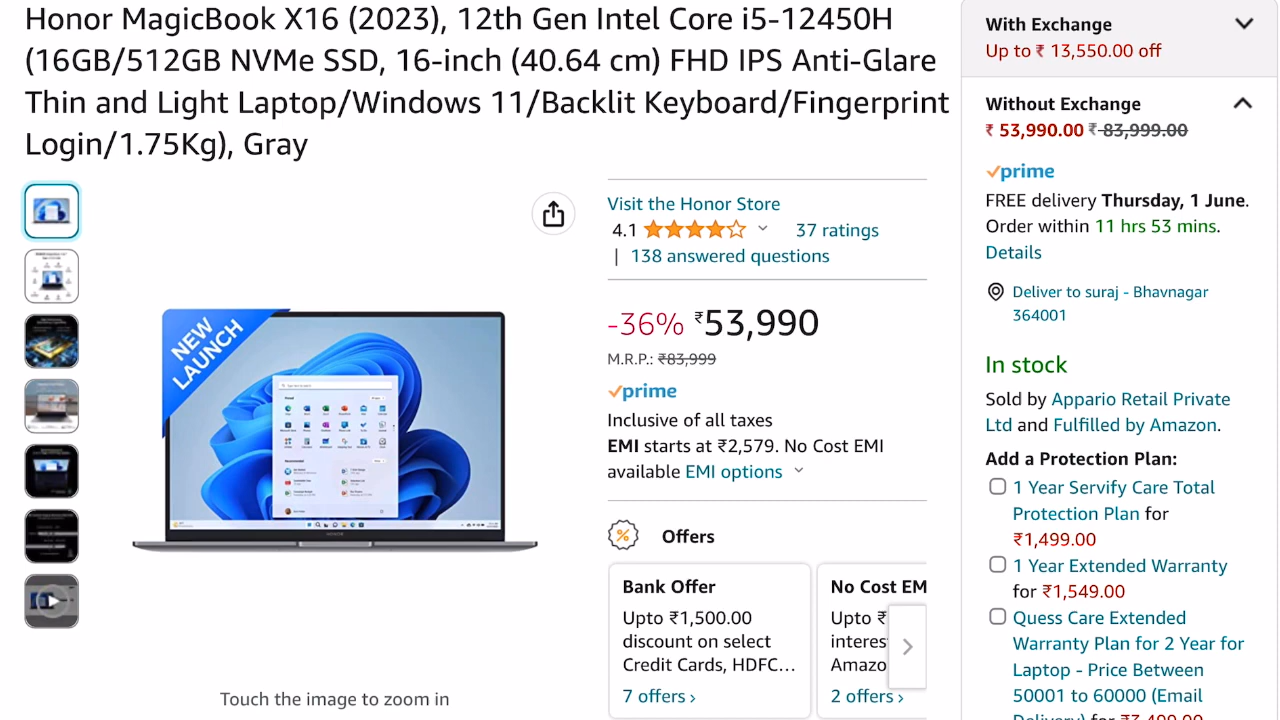 Honor MagicBook X16 (2023), 12th Gen Intel Core i5-12450H
(16GB/512GB NVMe SSD, 16-inch (40.64 cm) FHD IPS Anti-Glare
Thin and Light Laptop/Windows 11/Backlit Keyboard/Fingerprint
Login/1.75Kg), Gray
NEW
LAUNCH
HONOR
Touch the image to zoom in
Visit the Honor Store
4.1 37 ratings
| 138 answered questions
-36% ₹53,990
M.R.P.: ₹83,999
prime
Inclusive of all taxes
EMI starts at ₹2,579. No Cost EMI
available EMI options
Offers
Bank Offer
Upto ₹1,500.00
discount on select
Credit Cards, HDFC...
7 offers ›
No Cost EM
Upto ₹
interes
Amazo
2 offers ›
With Exchange
Up to ₹ 13,550.00 off
Without Exchange
₹ 53,990.00 ₹ 83,999.00
prime
FREE delivery Thursday, 1 June.
Order within 11 hrs 53 mins.
Details
Deliver to suraj - Bhavnagar
364001
In stock
Sold by Appario Retail Private
Ltd and Fulfilled by Amazon.
Add a Protection Plan:
1 Year Servify Care Total
Protection Plan for
₹1,499.00
1 Year Extended Warranty
for ₹1,549.00
Quess Care Extended
Warranty Plan for 2 Year for
Laptop - Price Between
50001 to 60000 (Email
Delivery) for ₹3,499.00